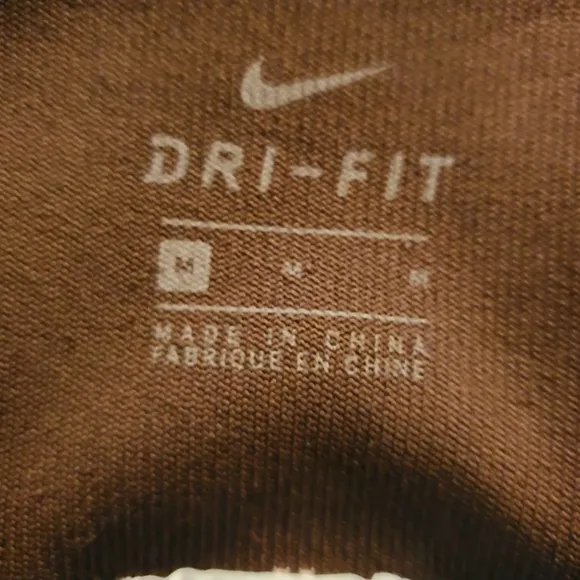 DRI-FIT
M M M
MADE IN CHINA
FABRIQUE EN CHINE